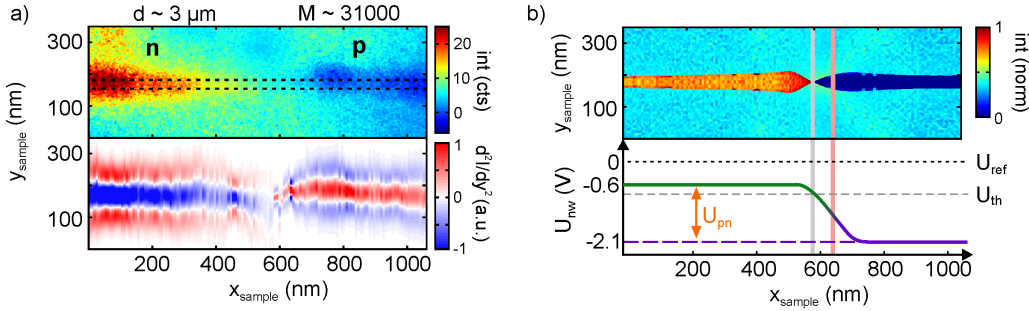 a)
d ~ 3 µm
M ~ 31000
n
p
300
100
y_sample (nm)
20
10
0
int (cts)
300
100
1
0
-1
d²I/dy² (a.u.)
200 400 600 800 1000
x_sample (nm)
b)
300
100
y_sample (nm)
1
0
int (norm)
0
-0.6
-2.1
U_nw (V)
U_ref
U_th
U_pn
200 400 600 800 1000
x_sample (nm)